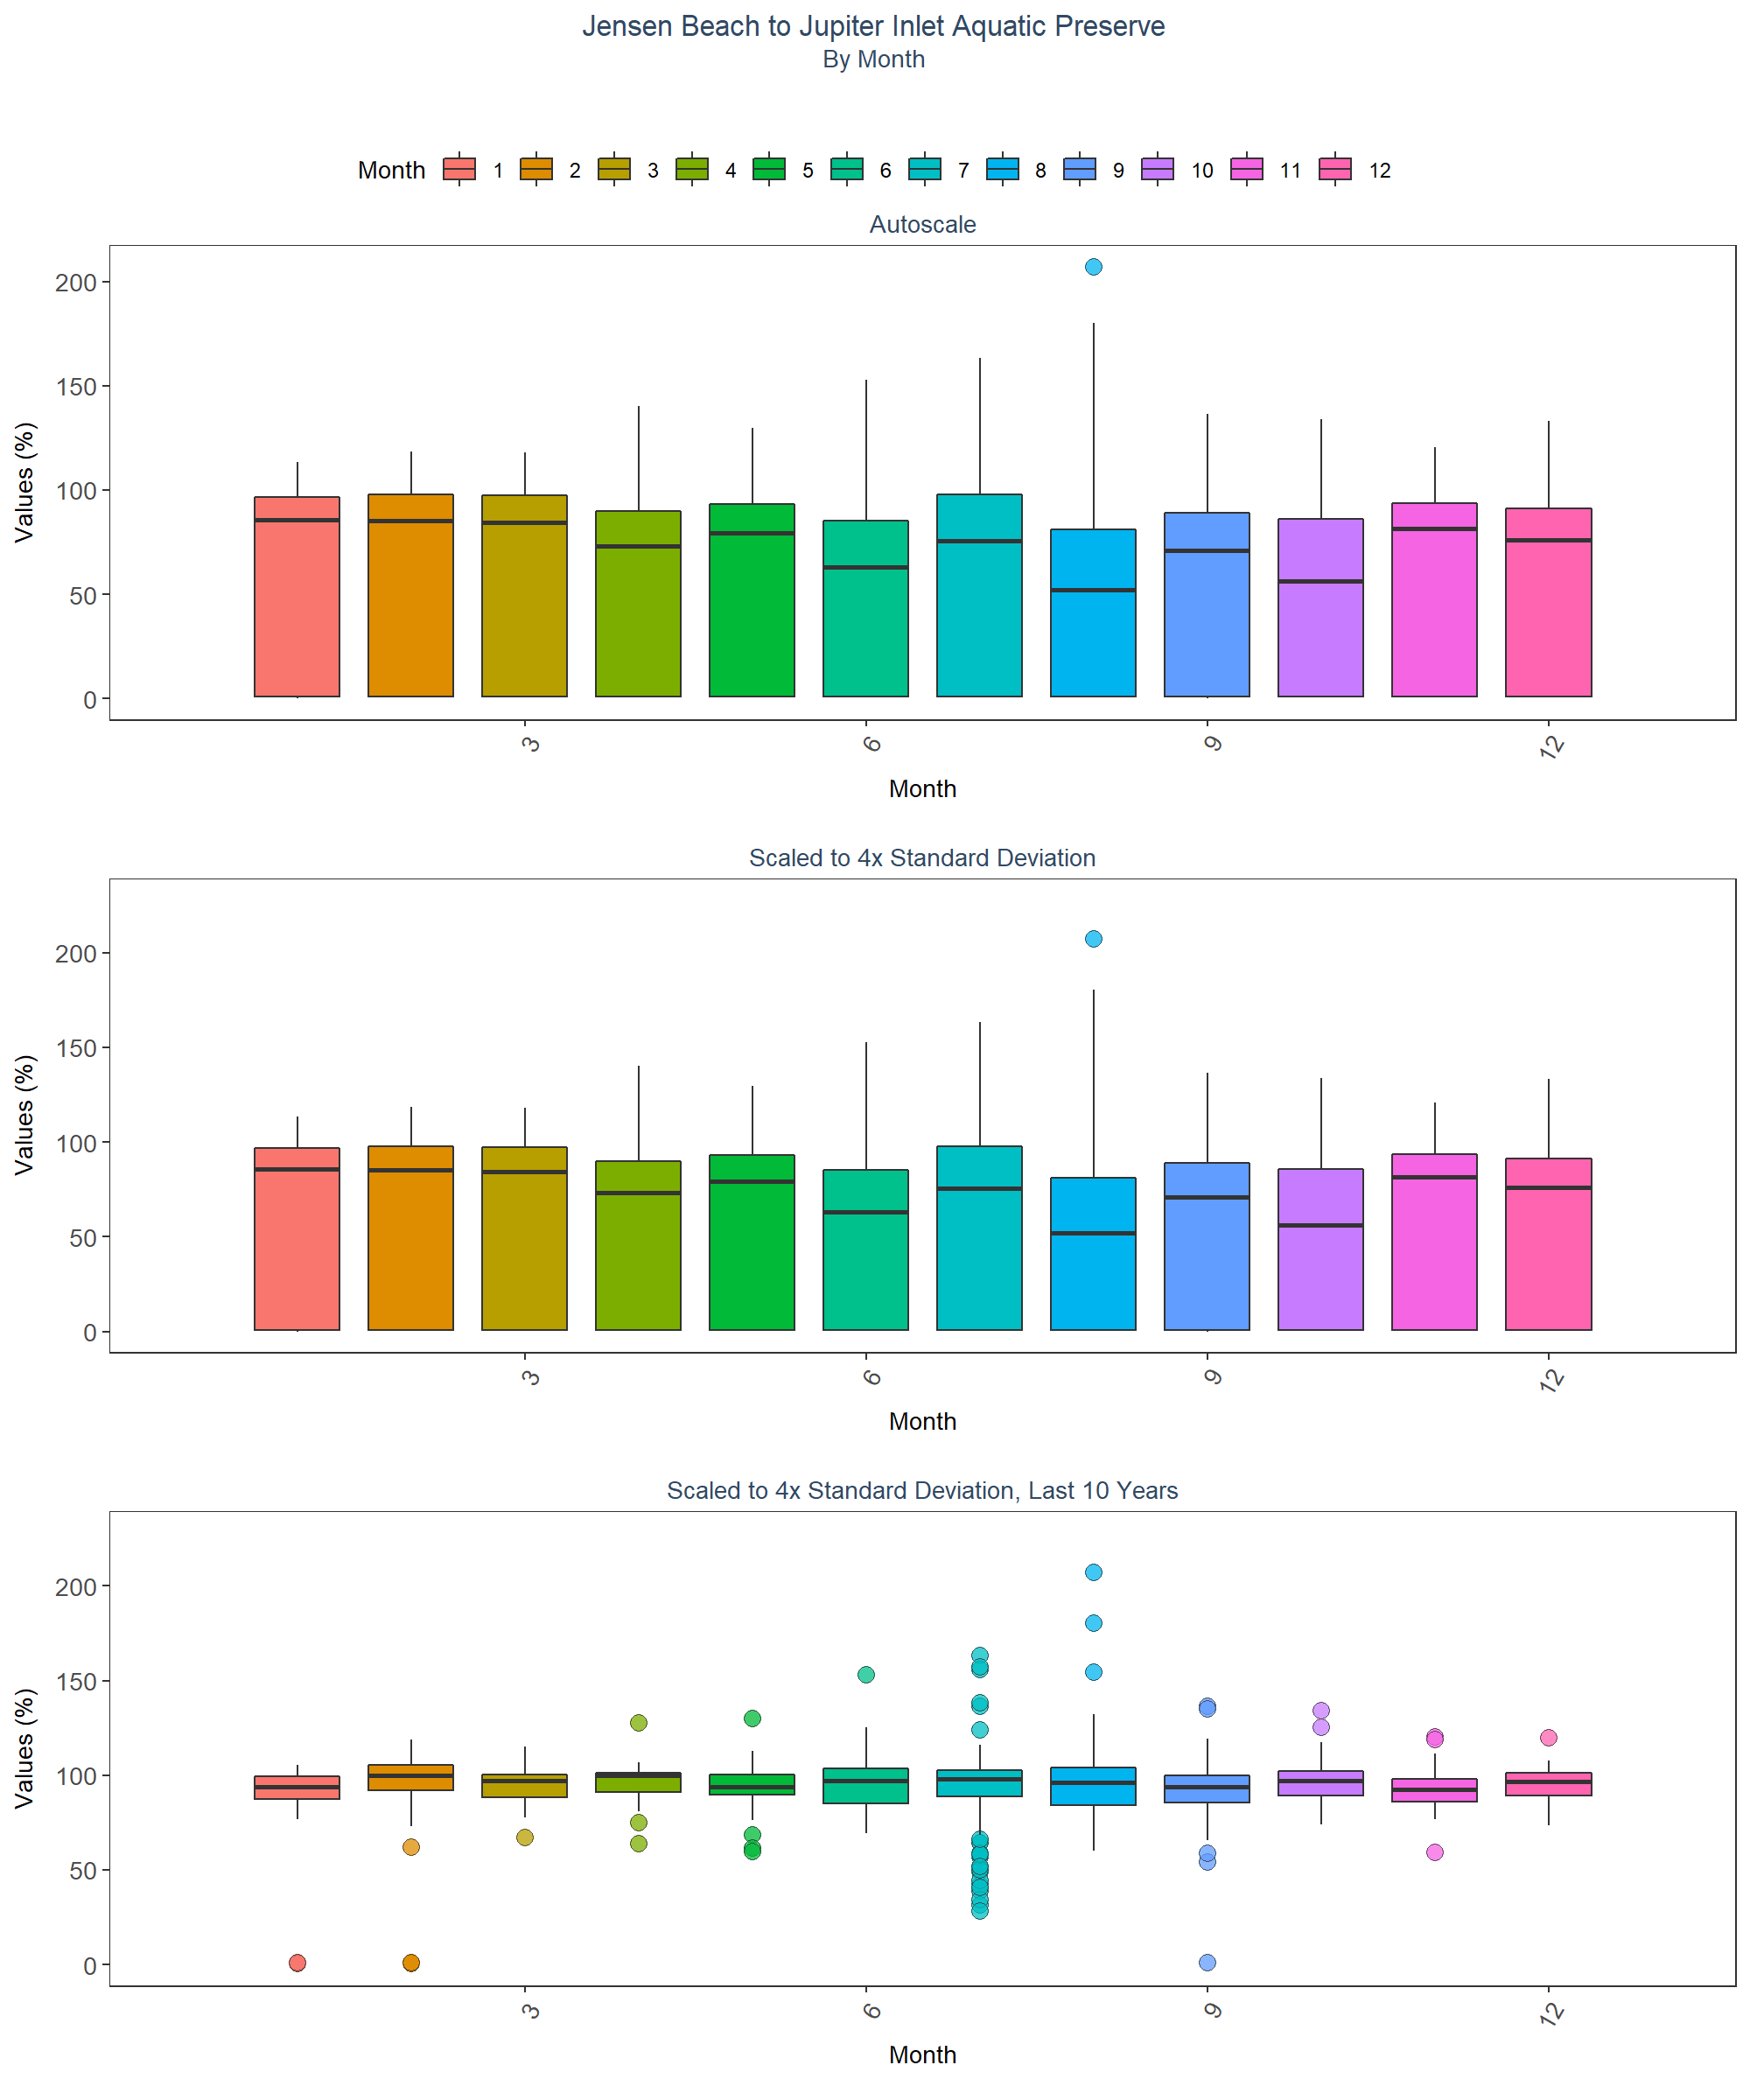 Jensen Beach to Jupiter Inlet Aquatic Preserve
By Month
Month 1 2 3 4 5 6 7 8 9 10 11 12
Autoscale
200
150
100
50
0
Values (%)
3 6 9 12
Month
Scaled to 4x Standard Deviation
200
150
100
50
0
Values (%)
3 6 9 12
Month
Scaled to 4x Standard Deviation, Last 10 Years
200
150
100
50
0
Values (%)
3 6 9 12
Month